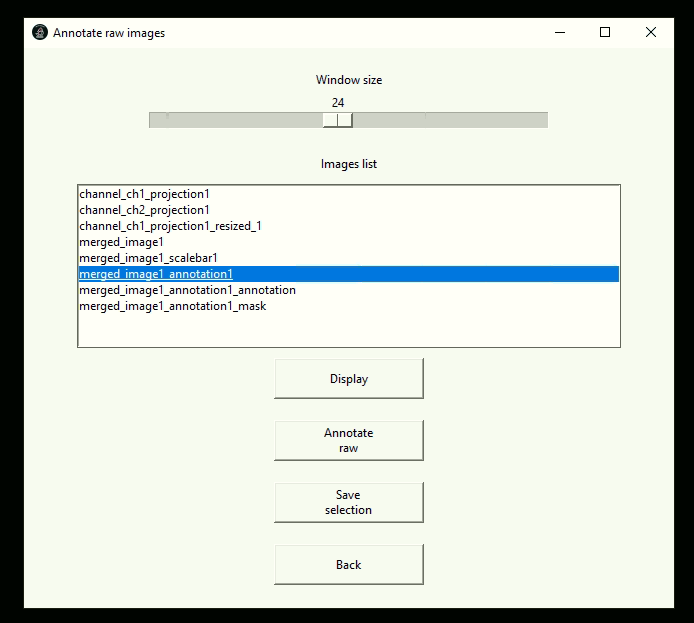 Annotate raw images
Window size
24
Images list
channel_ch1_projection1
channel_ch2_projection1
channel_ch1_projection1_resized_1
merged_image1
merged_image1_scalebar1
merged_image1_annotation1
merged_image1_annotation1_annotation
merged_image1_annotation1_mask
Display
Annotate
raw
Save
selection
Back